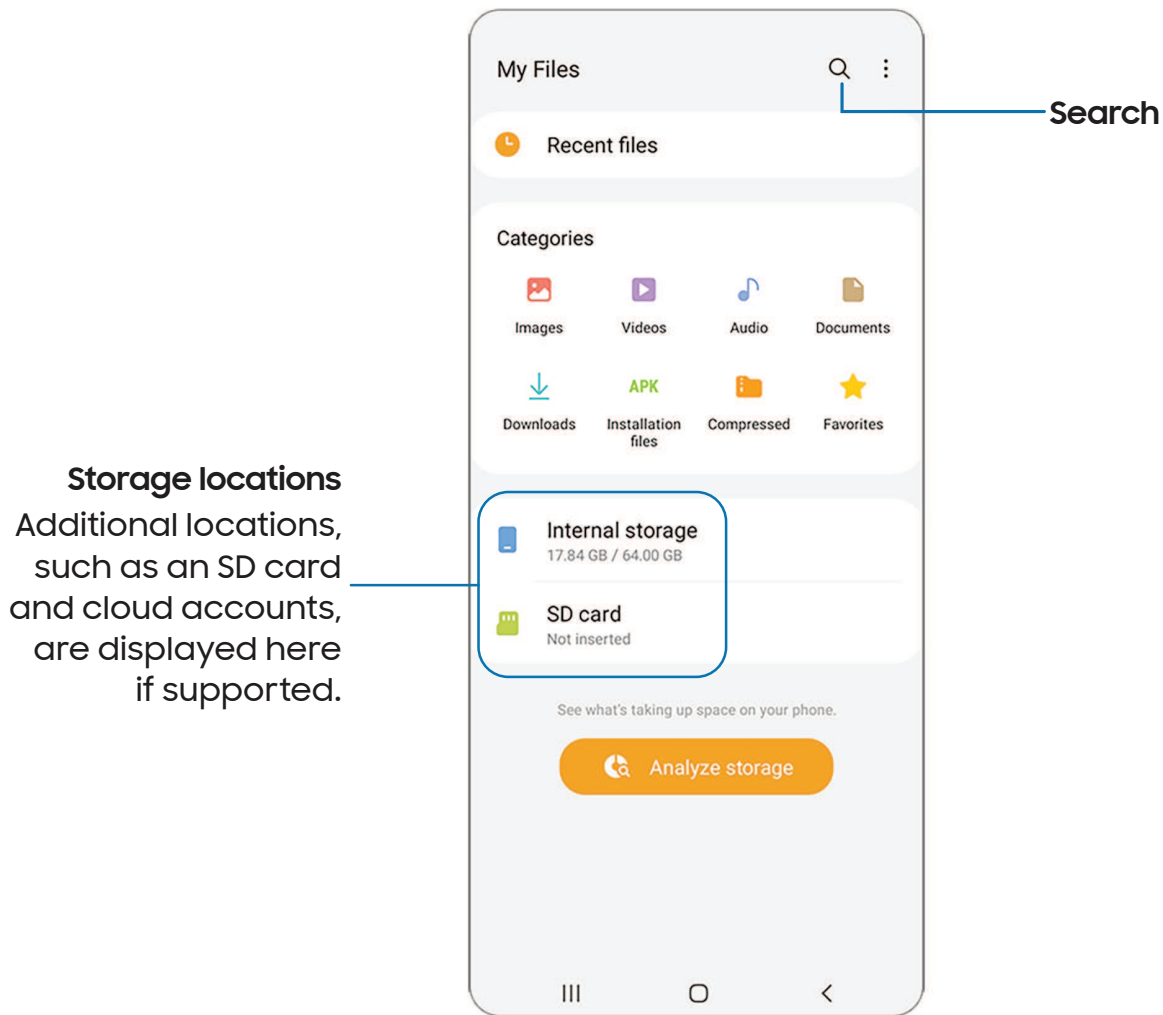 My Files
Search
Recent files
Categories
Images Videos Audio Documents
APK
Downloads Installation files Compressed Favorites
Storage locations
Additional locations,
such as an SD card
and cloud accounts,
are displayed here
if supported.
Internal storage
17.84 GB / 64.00 GB
SD card
Not inserted
See what's taking up space on your phone.
Analyze storage